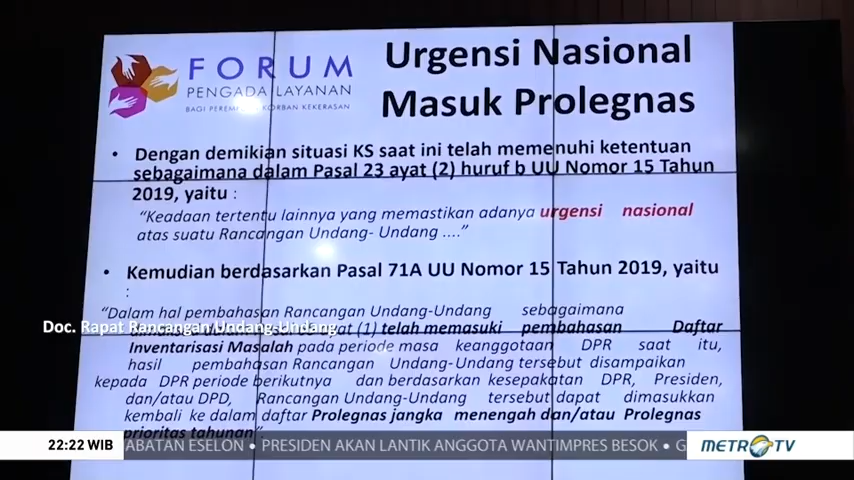 FORUM
PENGADA LAYANAN
BAGI PEREMPUAN KORBAN KEKERASAN
Urgensi Nasional
Masuk Prolegnas
• Dengan demikian situasi KS saat ini telah memenuhi ketentuan
sebagaimana dalam Pasal 23 ayat (2) huruf b UU Nomor 15 Tahun
2019, yaitu :
“Keadaan tertentu lainnya yang memastikan adanya urgensi nasional
atas suatu Rancangan Undang- Undang ....”
• Kemudian berdasarkan Pasal 71A UU Nomor 15 Tahun 2019, yaitu
:
“Dalam hal pembahasan Rancangan Undang-Undang sebagaimana
ayat (1) telah memasuki pembahasan Daftar
Doc. Rapat Rancangan Undang-Undang
Inventarisasi Masalah pada periode masa keanggotaan DPR saat itu,
hasil pembahasan Rancangan Undang-Undang tersebut disampaikan
kepada DPR periode berikutnya dan berdasarkan kesepakatan DPR, Presiden,
dan/atau DPD, Rancangan Undang-Undang tersebut dapat dimasukkan
kembali ke dalam daftar Prolegnas jangka menengah dan/atau Prolegnas
prioritas tahunan”.
22:22 WIB ABATAN ESELON • PRESIDEN AKAN LANTIK ANGGOTA WANTIMPRES BESOK • G METRO TV